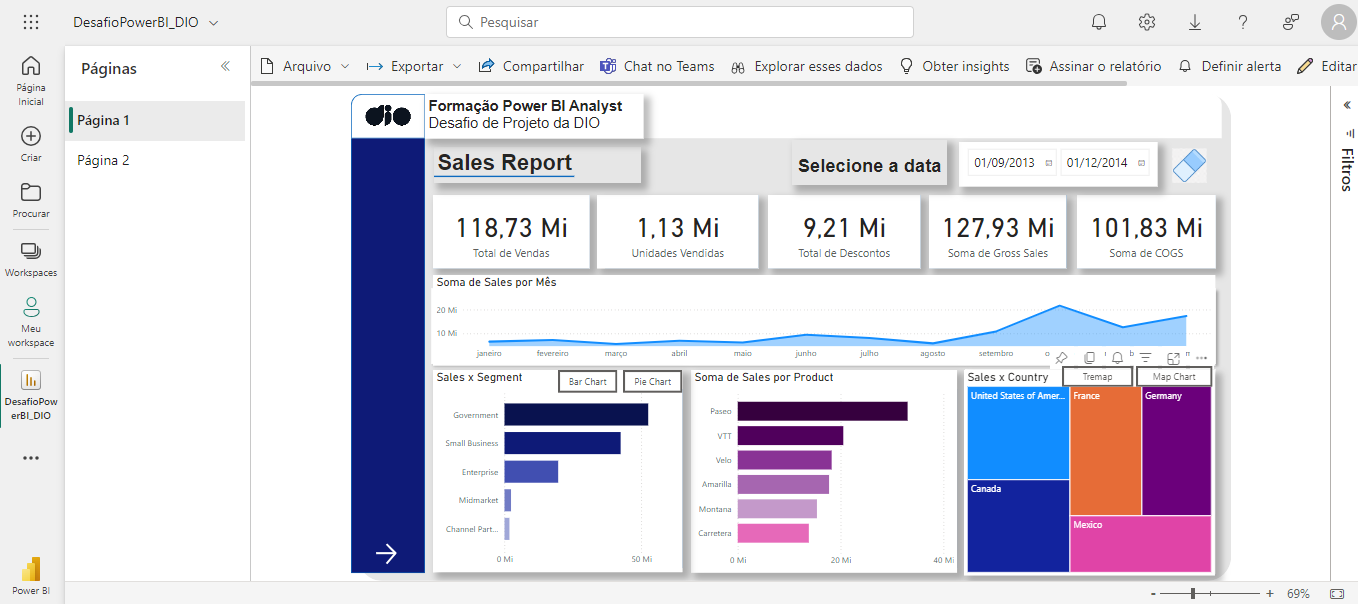 DesafioPowerBI_DIO
Pesquisar
Página Inicial
Criar
Procurar
Workspaces
Meu workspace
DesafioPow
erBI_DIO
Power BI
Páginas
Página 1
Página 2
Arquivo
Exportar
Compartilhar
Chat no Teams
Explorar esses dados
Obter insights
Assinar o relatório
Definir alerta
Editar
Filtros
dio
Formação Power BI Analyst
Desafio de Projeto da DIO
Sales Report
Selecione a data
01/09/2013
01/12/2014
118,73 Mi
Total de Vendas
1,13 Mi
Unidades Vendidas
9,21 Mi
Total de Descontos
127,93 Mi
Soma de Gross Sales
101,83 Mi
Soma de COGS
Soma de Sales por Mês
20 Mi
10 Mi
janeiro fevereiro março abril maio junho julho agosto setembro
Sales x Segment
Bar Chart
Pie Chart
Government
Small Business
Enterprise
Midmarket
Channel Part...
0 Mi 50 Mi
Soma de Sales por Product
Paseo
VTT
Velo
Amarilla
Montana
Carretera
0 Mi 20 Mi 40 Mi
Sales x Country
Tremap
Map Chart
United States of Amer...
France
Germany
Canada
Mexico
- + 69%